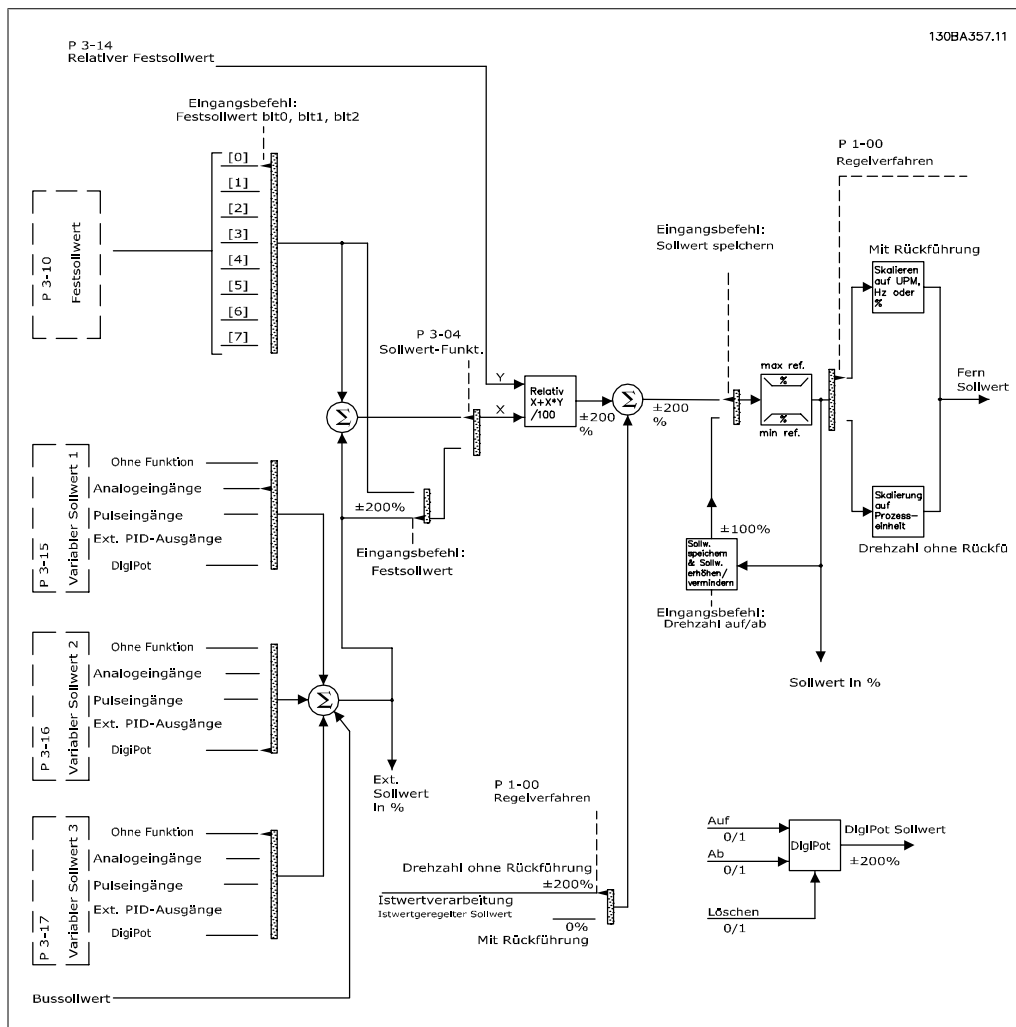 130BA357.11
P 3-14
Relativer Festsollwert
Eingangsbefehl:
Festsollwert bit0, bit1, bit2
P 1-00
Regelverfahren
[0]
[1]
[2]
[3]
[4]
[5]
[6]
[7]
P 3-10
Festsollwert
Eingangsbefehl:
Sollwert speichern
Mit Rückführung
Skalieren
auf UPM,
Hz oder
%
P 3-04
Sollwert-Funkt.
Y
X
Relativ
X+X*Y
/100
±200
%
Σ
±200
%
max ref.
%
%
min ref.
Fern
Sollwert
Σ
P 3-15
Variabler Sollwert 1
Ohne Funktion
Analogeingänge
Pulseingänge
Ext. PID-Ausgänge
DigiPot
±200%
Eingangsbefehl:
Festsollwert
±100%
Sollw.
speichern
& Sollw.
erhöhen/
vermindern
Eingangsbefehl:
Drehzahl auf/ab
Skalierung
auf
Prozess-
einheit
Drehzahl ohne Rückfü
Sollwert in %
P 3-16
Variabler Sollwert 2
Ohne Funktion
Analogeingänge
Pulseingänge
Ext. PID-Ausgänge
DigiPot
Σ
Ext.
Sollwert
in %
P 1-00
Regelverfahren
P 3-17
Variabler Sollwert 3
Ohne Funktion
Analogeingänge
Pulseingänge
Ext. PID-Ausgänge
DigiPot
Drehzahl ohne Rückführung
±200%
Istwertverarbeitung
Istwertgeregelter Sollwert
0%
Mit Rückführung
Auf
0/1
Ab
0/1
Löschen
0/1
DigiPot
DigiPot Sollwert
±200%
Bussollwert